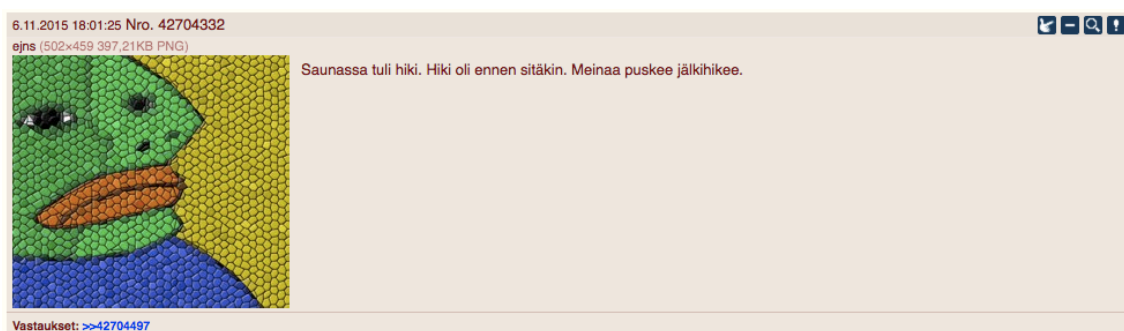 6.11.2015 18:01:25 Nro. 42704332
ejns (502×459 397,21KB PNG)
Saunassa tuli hiki. Hiki oli ennen sitäkin. Meinaa puskee jälkihikee.
Vastaukset: >>42704497